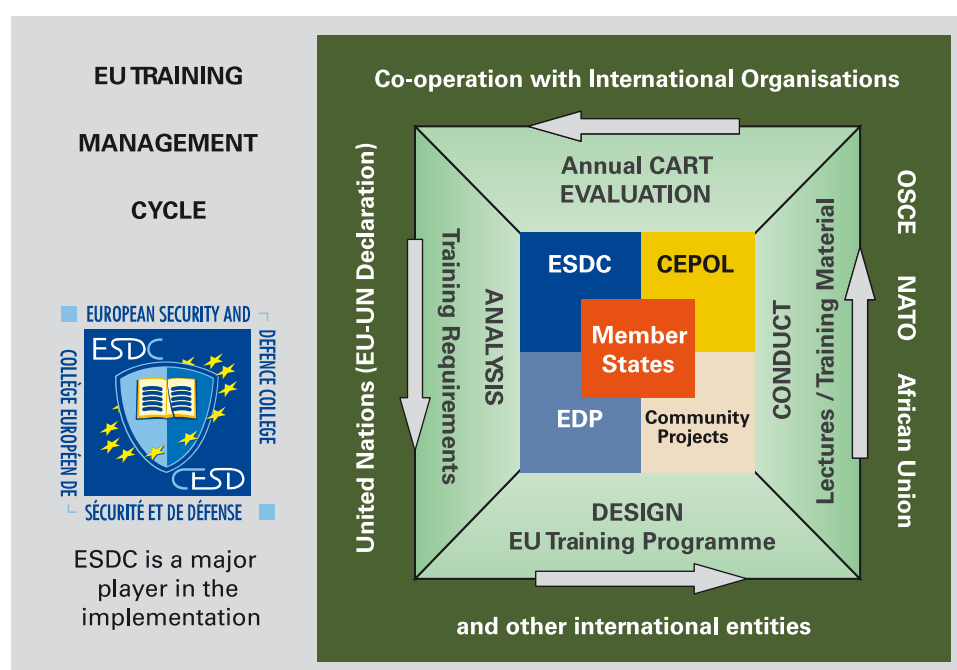 EU TRAINING
MANAGEMENT
CYCLE
EUROPEAN SECURITY AND
DEFENCE COLLEGE
COLLÈGE EUROPÉEN DE
SÉCURITÉ ET DE DÉFENSE
ESDC
CESD
ESDC is a major
player in the
implementation
Co-operation with International Organisations
United Nations (EU-UN Declaration)
OSCE NATO African Union
and other international entities
Annual CART
EVALUATION
Training Requirements
ANALYSIS
DESIGN
EU Training Programme
CONDUCT
Lectures / Training Material
ESDC
CEPOL
Member
States
EDP
Community
Projects